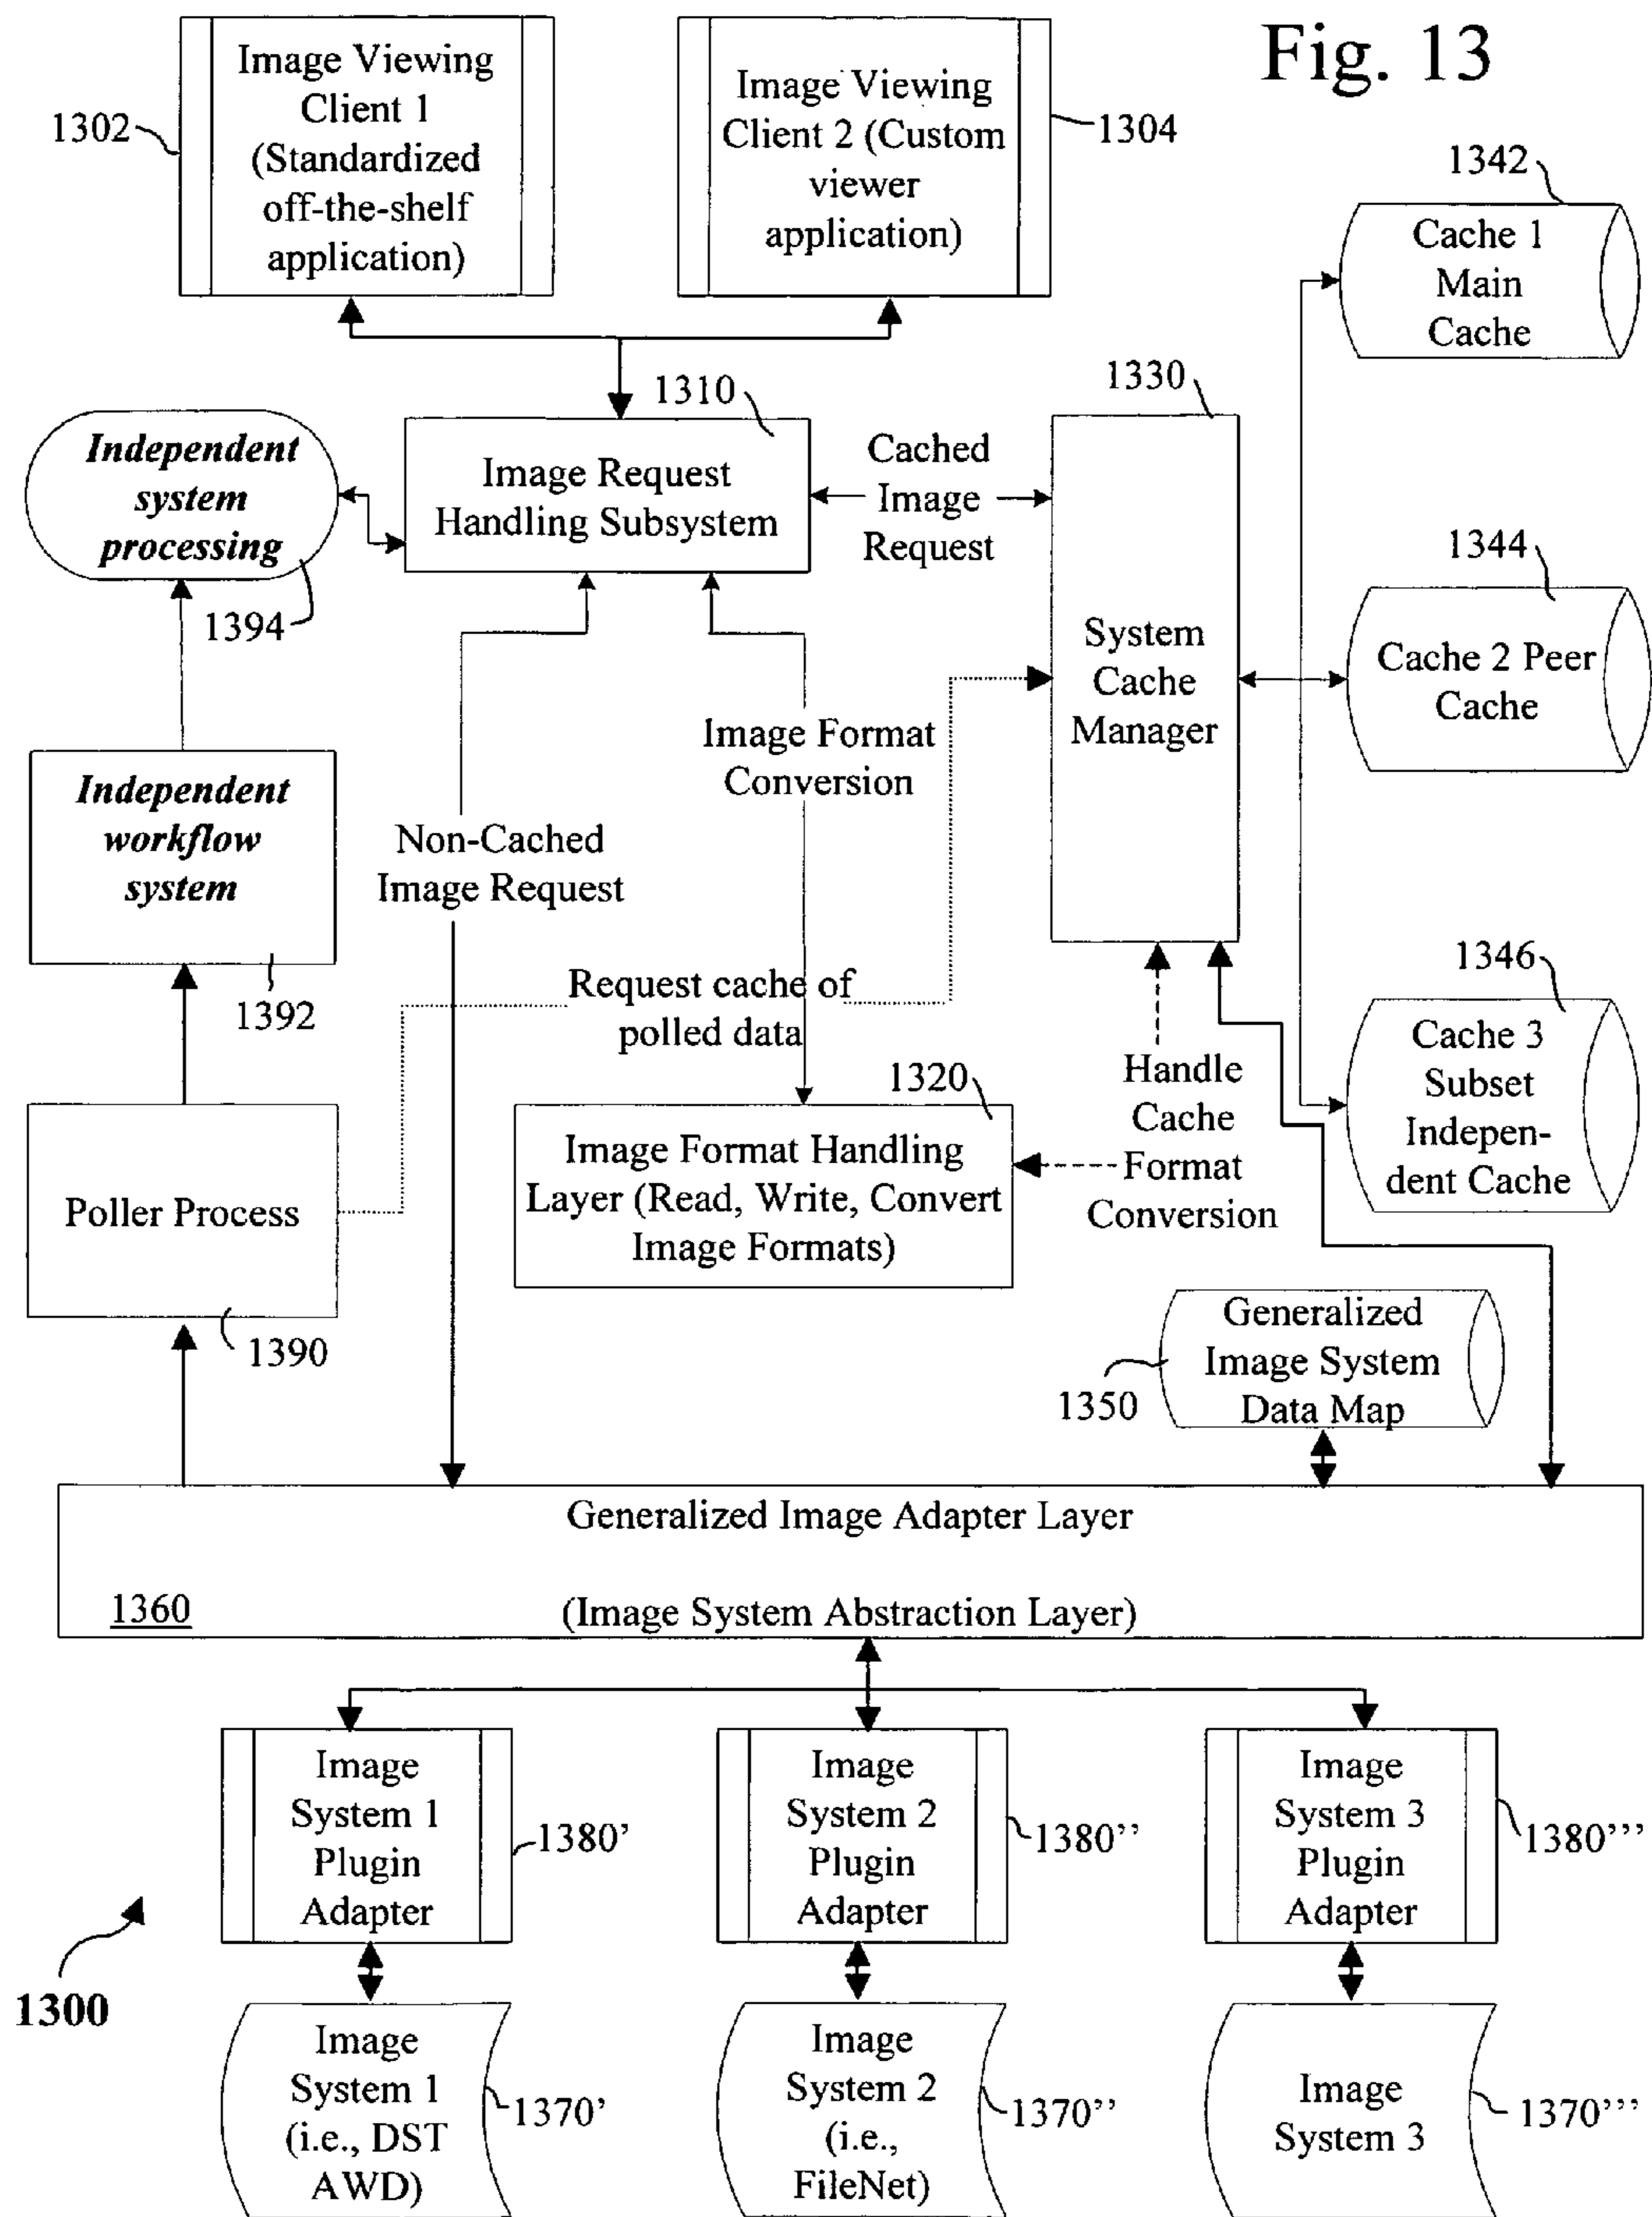 Fig. 13
Image Viewing
Client 1
(Standardized
off-the-shelf
application)
1302
Image Viewing
Client 2 (Custom
viewer
application)
1304
1342
Cache 1
Main
Cache
1310
1330
Independent
system
processing
1394
Image Request
Handling Subsystem
Cached
Image
Request
System
Cache
Manager
1344
Cache 2 Peer
Cache
Image Format
Conversion
Independent
workflow
system
1392
Non-Cached
Image Request
Request cache of
polled data
1346
Cache 3
Subset
Indepen-
dent Cache
1320
Handle
Cache
Format
Conversion
Image Format Handling
Layer (Read, Write, Convert
Image Formats)
Poller Process
1390
Generalized
Image System
Data Map
1350
Generalized Image Adapter Layer
1360
(Image System Abstraction Layer)
Image
System 1
Plugin
Adapter
1380’
Image
System 2
Plugin
Adapter
1380’’
Image
System 3
Plugin
Adapter
1380’’’
1300
Image
System 1
(i.e., DST
AWD)
1370’
Image
System 2
(i.e.,
FileNet)
1370’’
Image
System 3
1370’’’